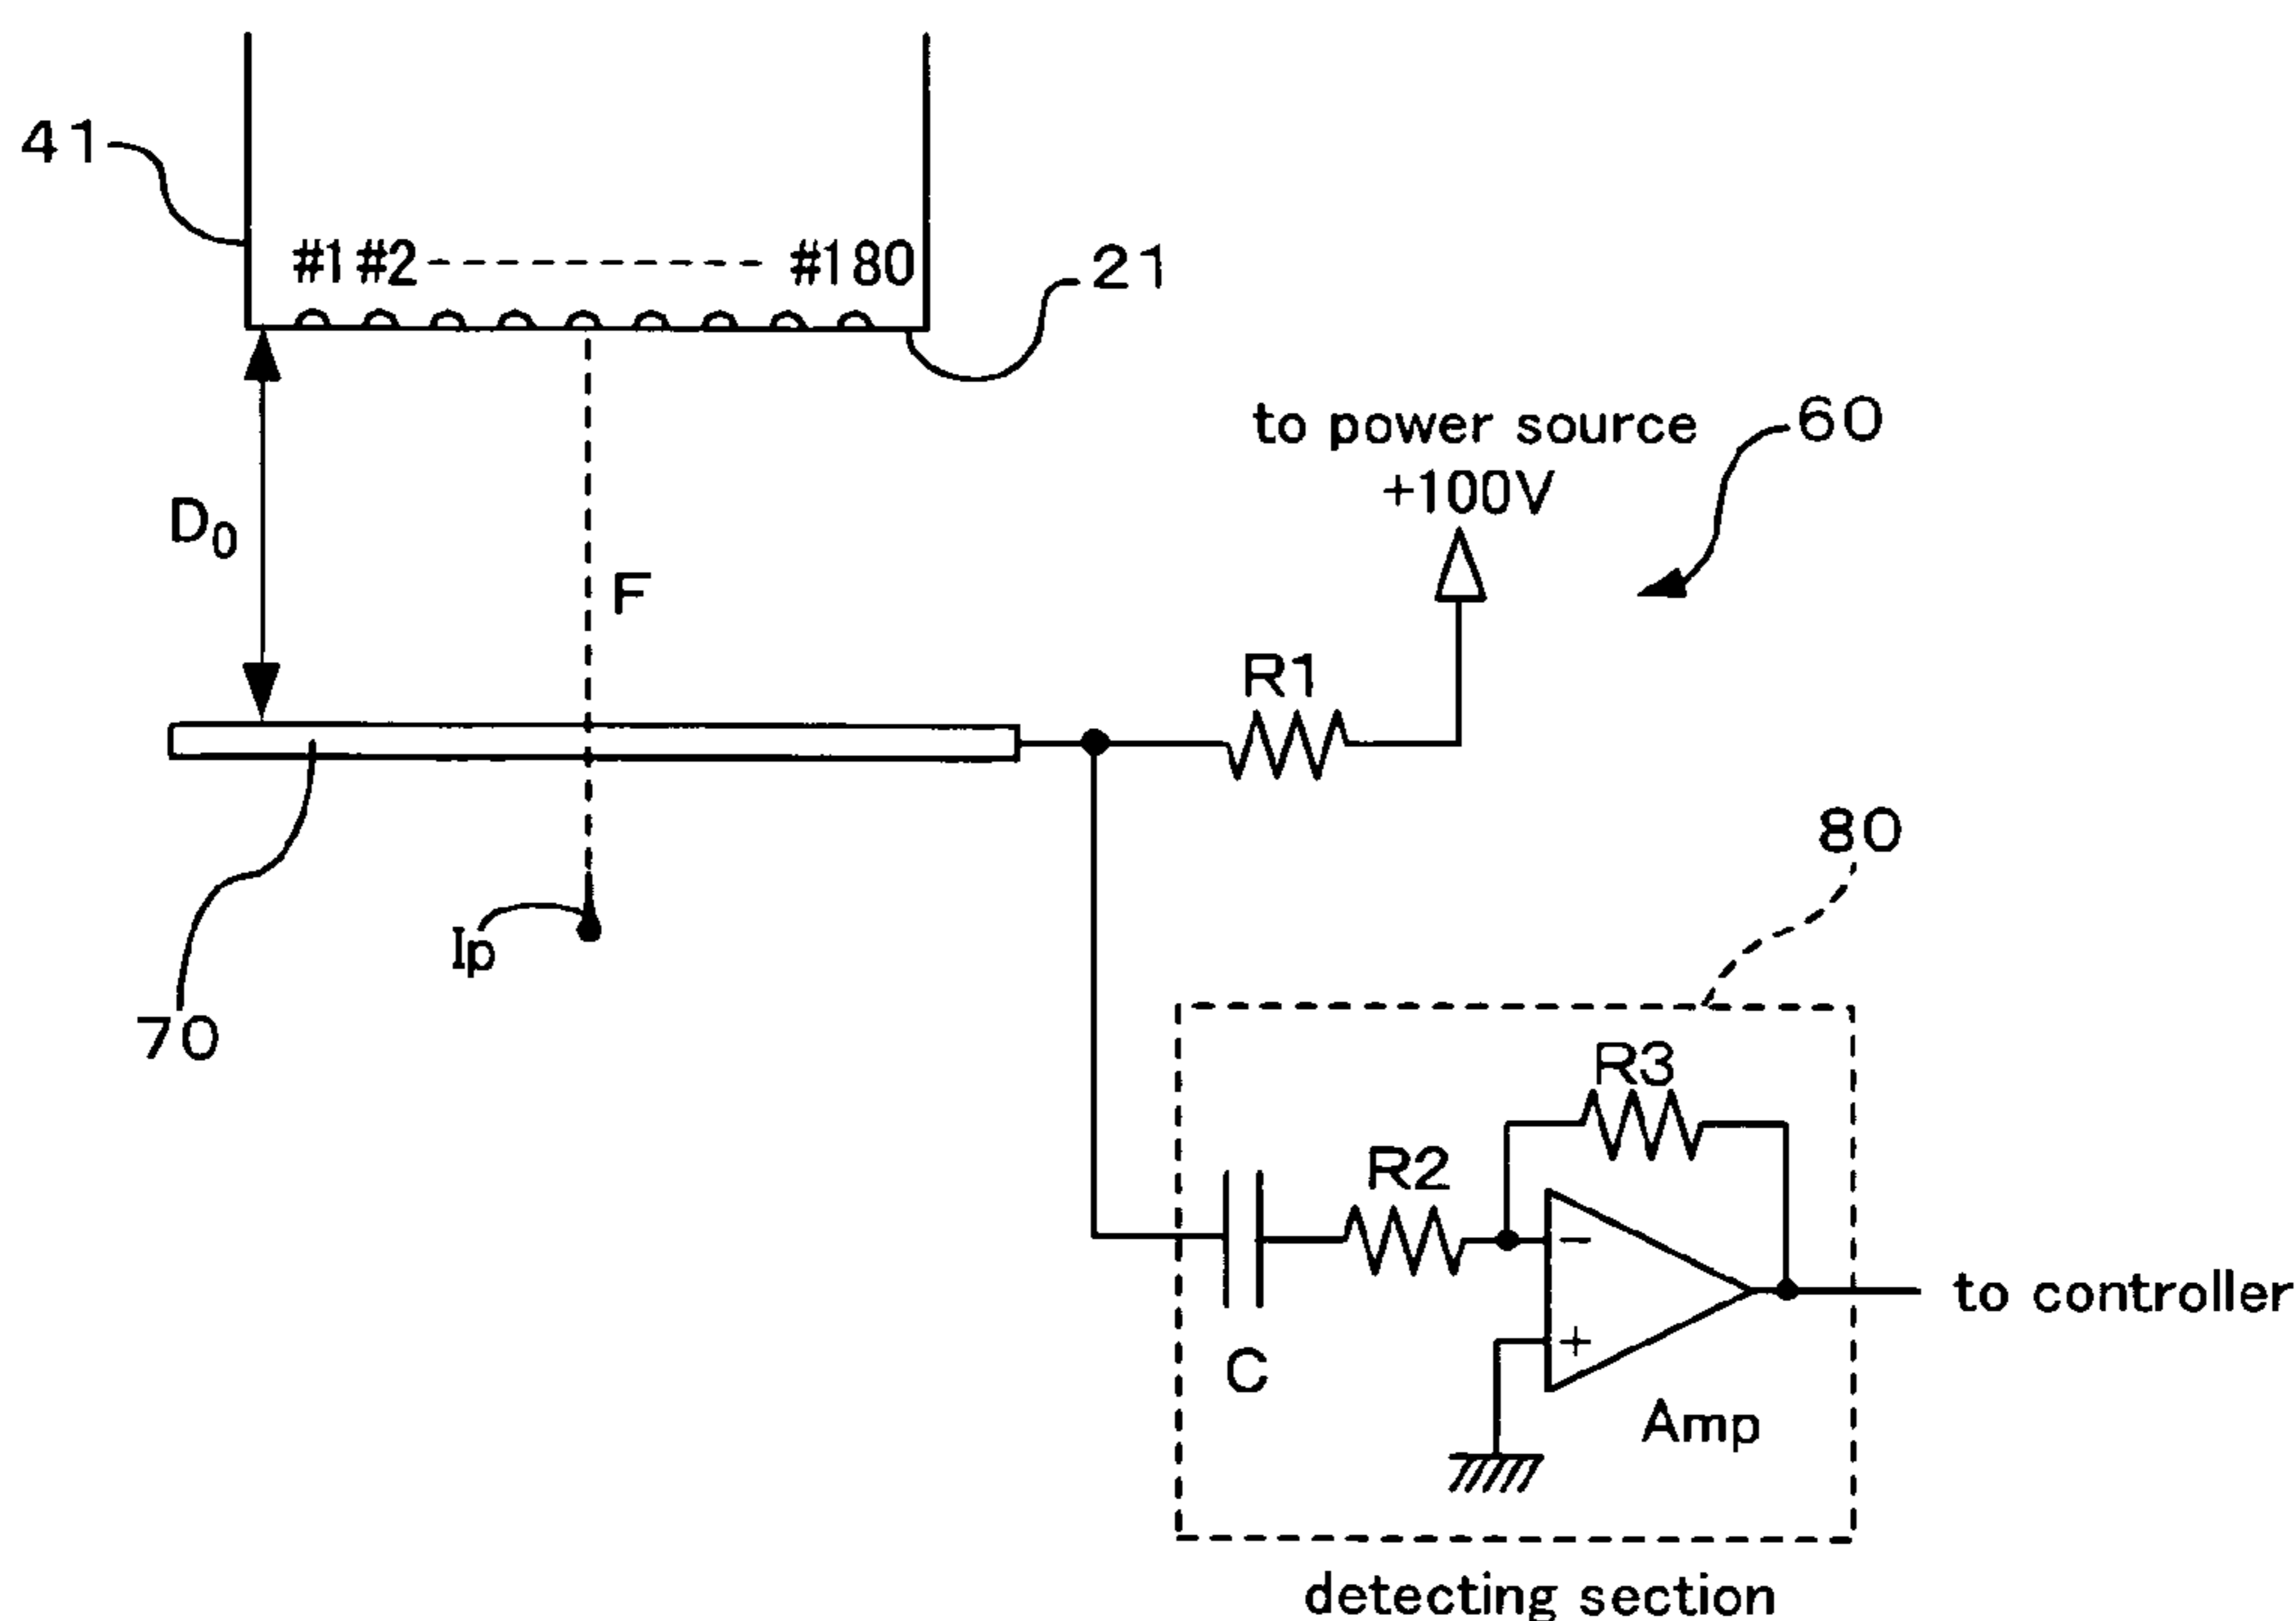 41
#1 #2 #180
21
to power source
+100V
60
D0
F
R1
Ip
70
80
R3
R2
C
Amp
to controller
detecting section